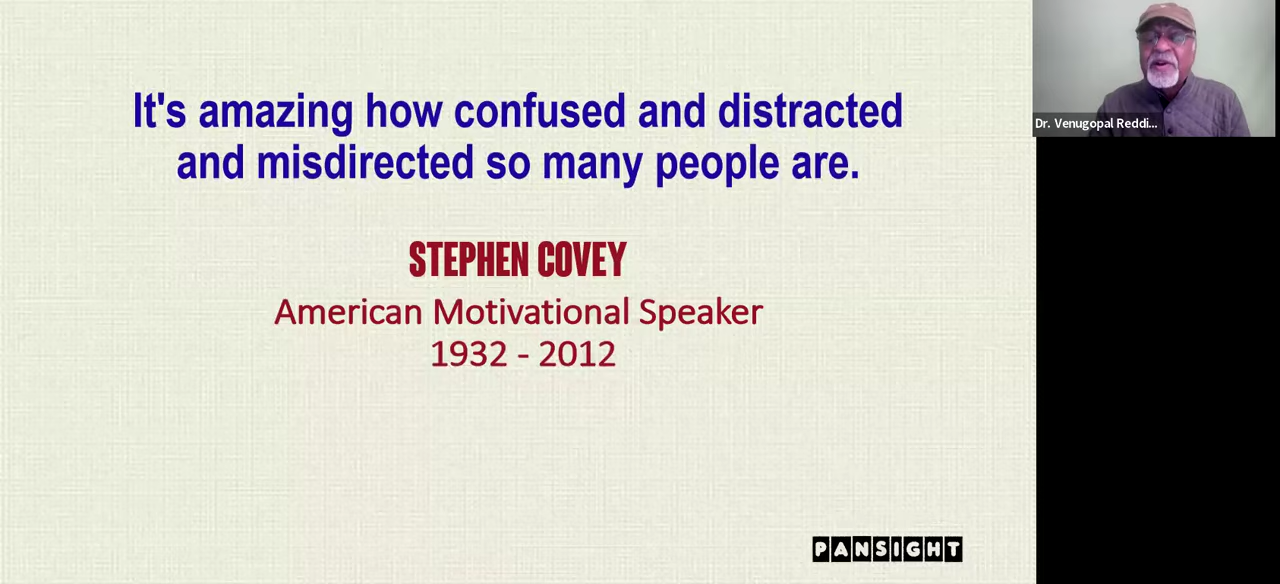 It's amazing how confused and distracted
and misdirected so many people are.
STEPHEN COVEY
American Motivational Speaker
1932 - 2012
PANSIGHT
Dr. Venugopal Reddi...